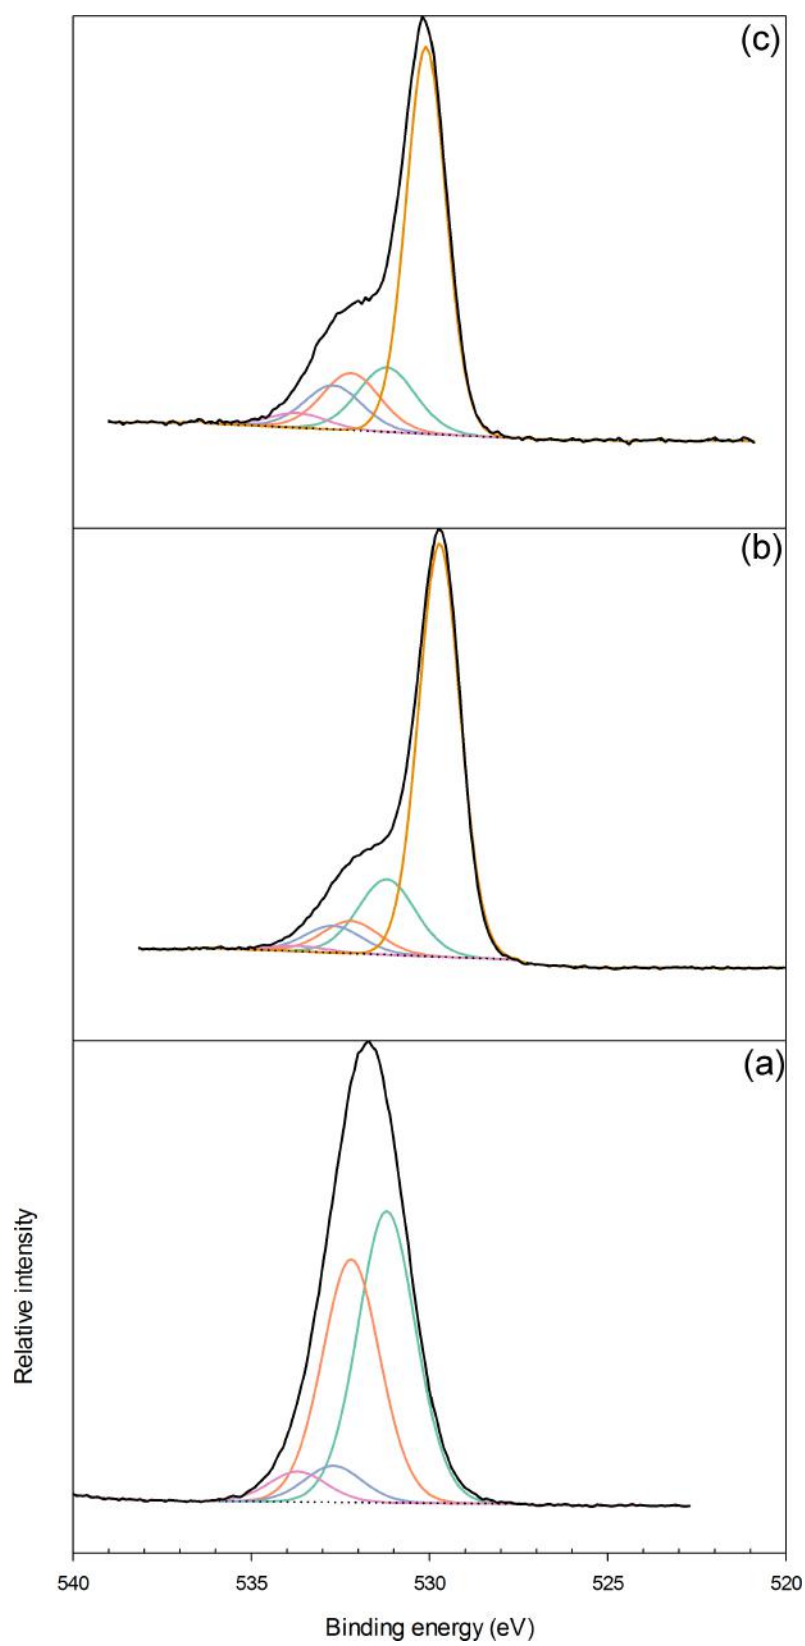 (c)
(b)
(a)
Relative intensity
540 535 530 525 520
Binding energy (eV)